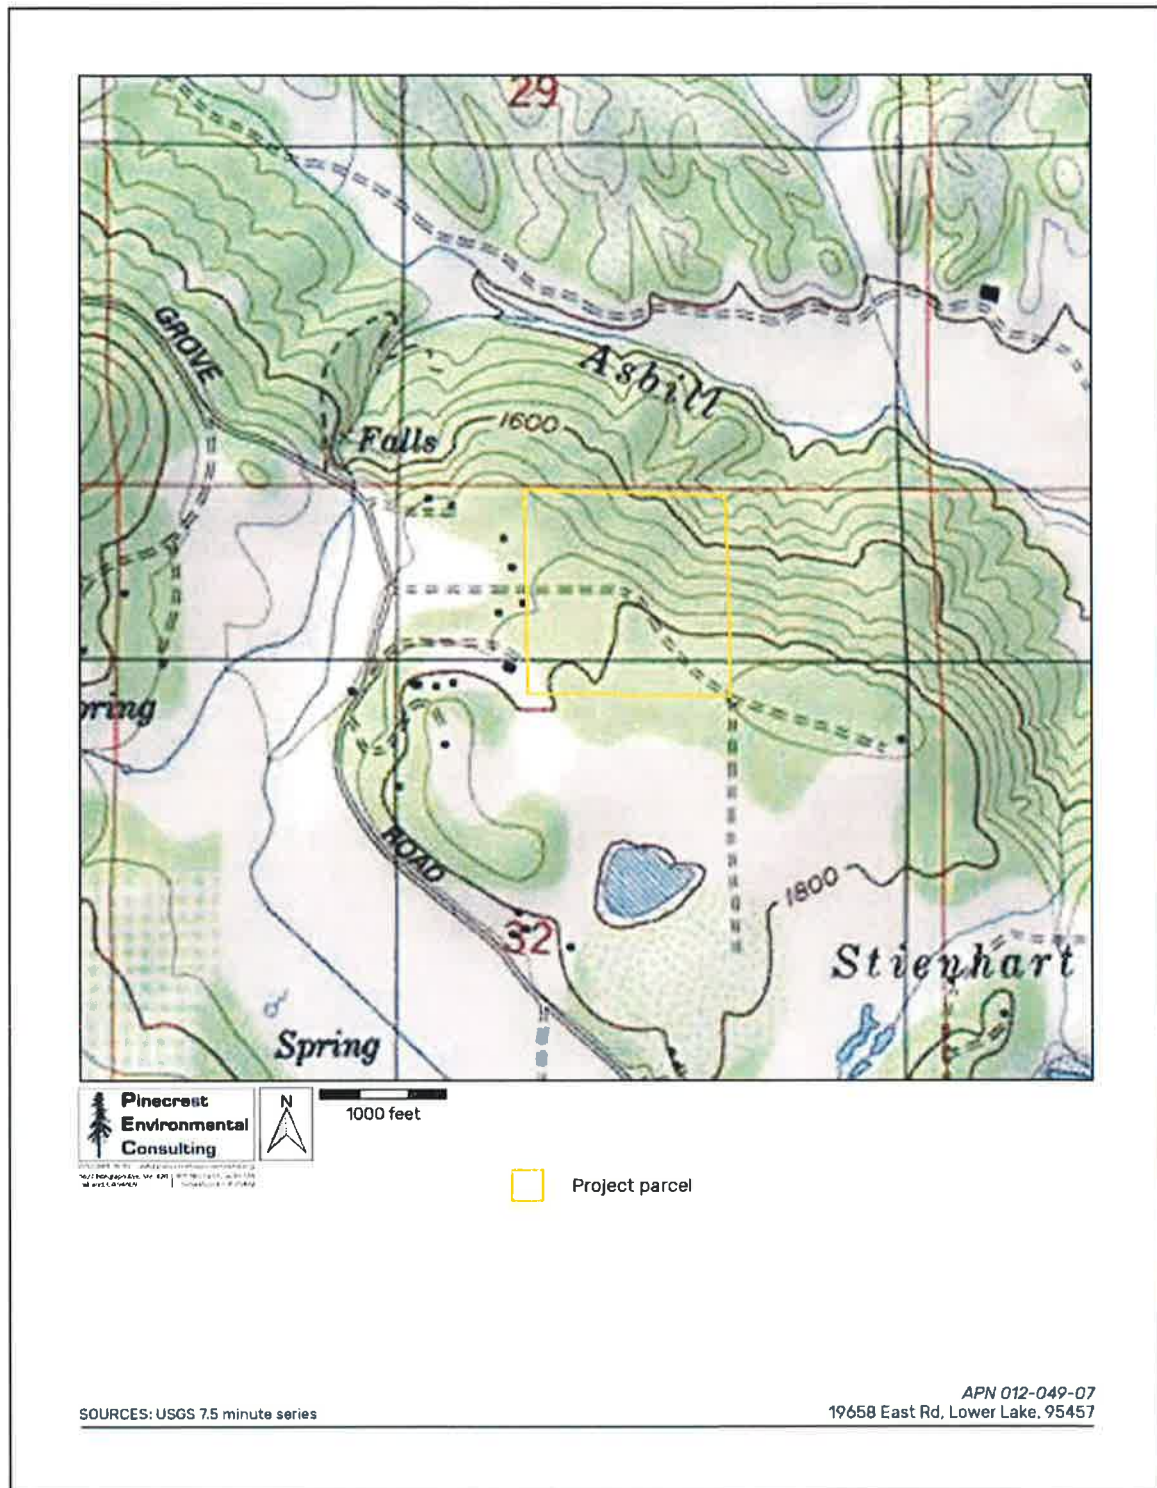 29
GROVE
Asbill
1600
Falls
pring
ROAD
1800
32
Stienhart
Spring
Pinecrest
Environmental
Consulting
N
1000 feet
Project parcel
APN 012-049-07
SOURCES: USGS 7.5 minute series
19658 East Rd, Lower Lake, 95457